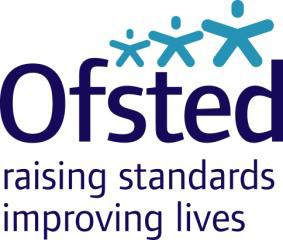 Ofsted
raising standards
improving lives